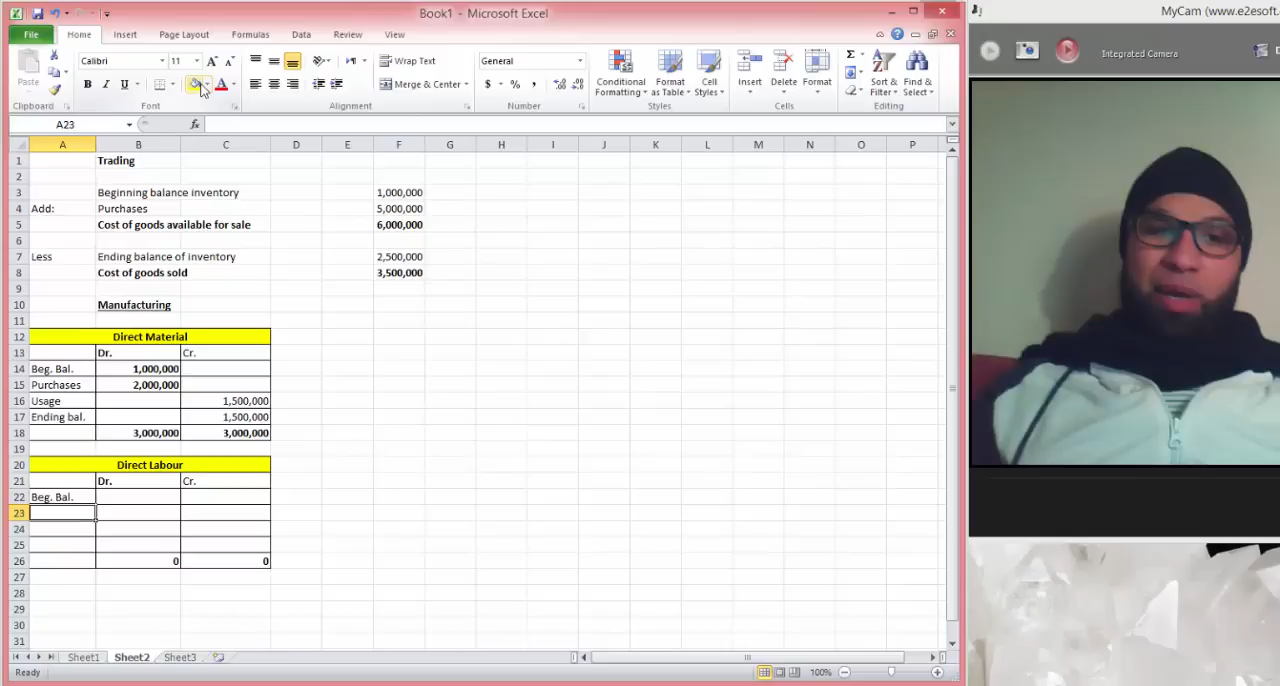 Book1 - Microsoft Excel
MyCam (www.e2esoft.
File Home Insert Page Layout Formulas Data Review View
Integrated Camera
Paste
Calibri 11
B I U
A A
Wrap Text
Merge & Center
General
$ % ,
Conditional Formatting
Format as Table
Cell Styles
Insert
Delete
Format
Sort & Filter
Find & Select
Clipboard Font Alignment Number Styles Cells Editing
A23 fx
A B C D E F G H I J K L M N O P
1 Trading
2
3 Beginning balance inventory 1,000,000
4 Add: Purchases 5,000,000
5 Cost of goods available for sale 6,000,000
6
7 Less Ending balance of inventory 2,500,000
8 Cost of goods sold 3,500,000
9
10 Manufacturing
11
12 Direct Material
13 Dr. Cr.
14 Beg. Bal. 1,000,000
15 Purchases 2,000,000
16 Usage 1,500,000
17 Ending bal. 1,500,000
18 3,000,000 3,000,000
19
20 Direct Labour
21 Dr. Cr.
22 Beg. Bal.
23
24
25
26 0 0
27
28
29
30
31
Sheet1 Sheet2 Sheet3
Ready 100%